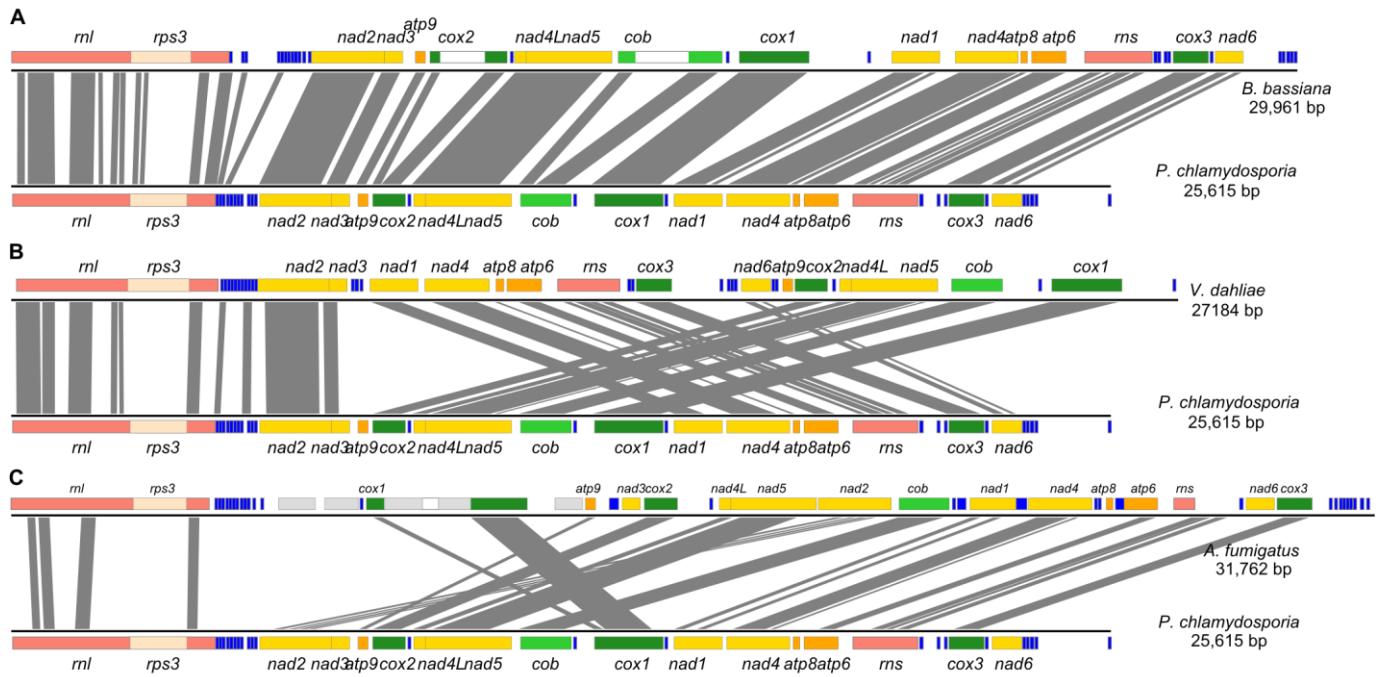 A
rnl rps3 nad2 nad3 atp9 cox2 nad4L nad5 cob cox1 nad1 nad4 atp8 atp6 rns cox3 nad6
B. bassiana
29,961 bp
P. chlamydosporia
25,615 bp
rnl rps3 nad2 nad3 atp9 cox2 nad4L nad5 cob cox1 nad1 nad4 atp8 atp6 rns cox3 nad6
B
rnl rps3 nad2 nad3 nad1 nad4 atp8 atp6 rns cox3 nad6 atp9 cox2 nad4L nad5 cob cox1
V. dahliae
27184 bp
P. chlamydosporia
25,615 bp
rnl rps3 nad2 nad3 atp9 cox2 nad4L nad5 cob cox1 nad1 nad4 atp8 atp6 rns cox3 nad6
C
rnl rps3 cox1 atp9 nad3 cox2 nad4L nad5 nad2 cob nad1 nad4 atp8 atp6 rns nad6 cox3
A. fumigatus
31,762 bp
P. chlamydosporia
25,615 bp
rnl rps3 nad2 nad3 atp9 cox2 nad4L nad5 cob cox1 nad1 nad4 atp8 atp6 rns cox3 nad6